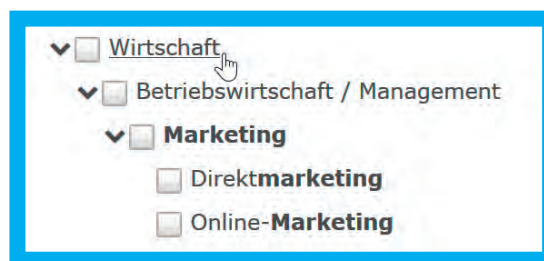 Wirtschaft
Betriebswirtschaft / Management
Marketing
Direktmarketing
Online-Marketing